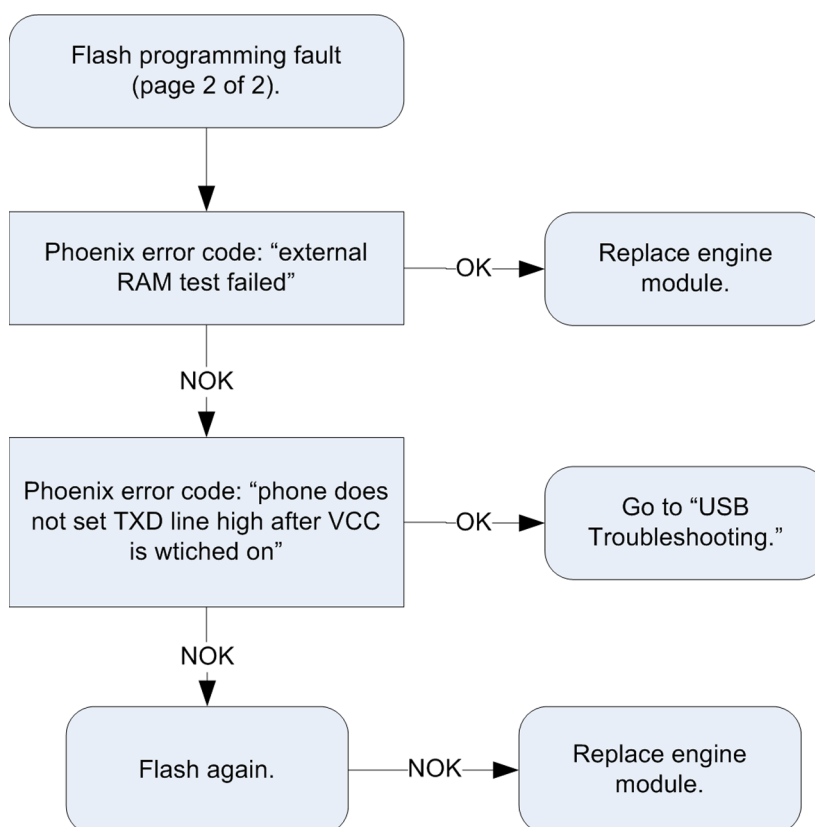 Flash programming fault
(page 2 of 2).
Phoenix error code: “external
RAM test failed”
OK
Replace engine
module.
NOK
Phoenix error code: “phone does
not set TXD line high after VCC
is wtiched on”
OK
Go to “USB
Troubleshooting.”
NOK
Flash again.
NOK
Replace engine
module.